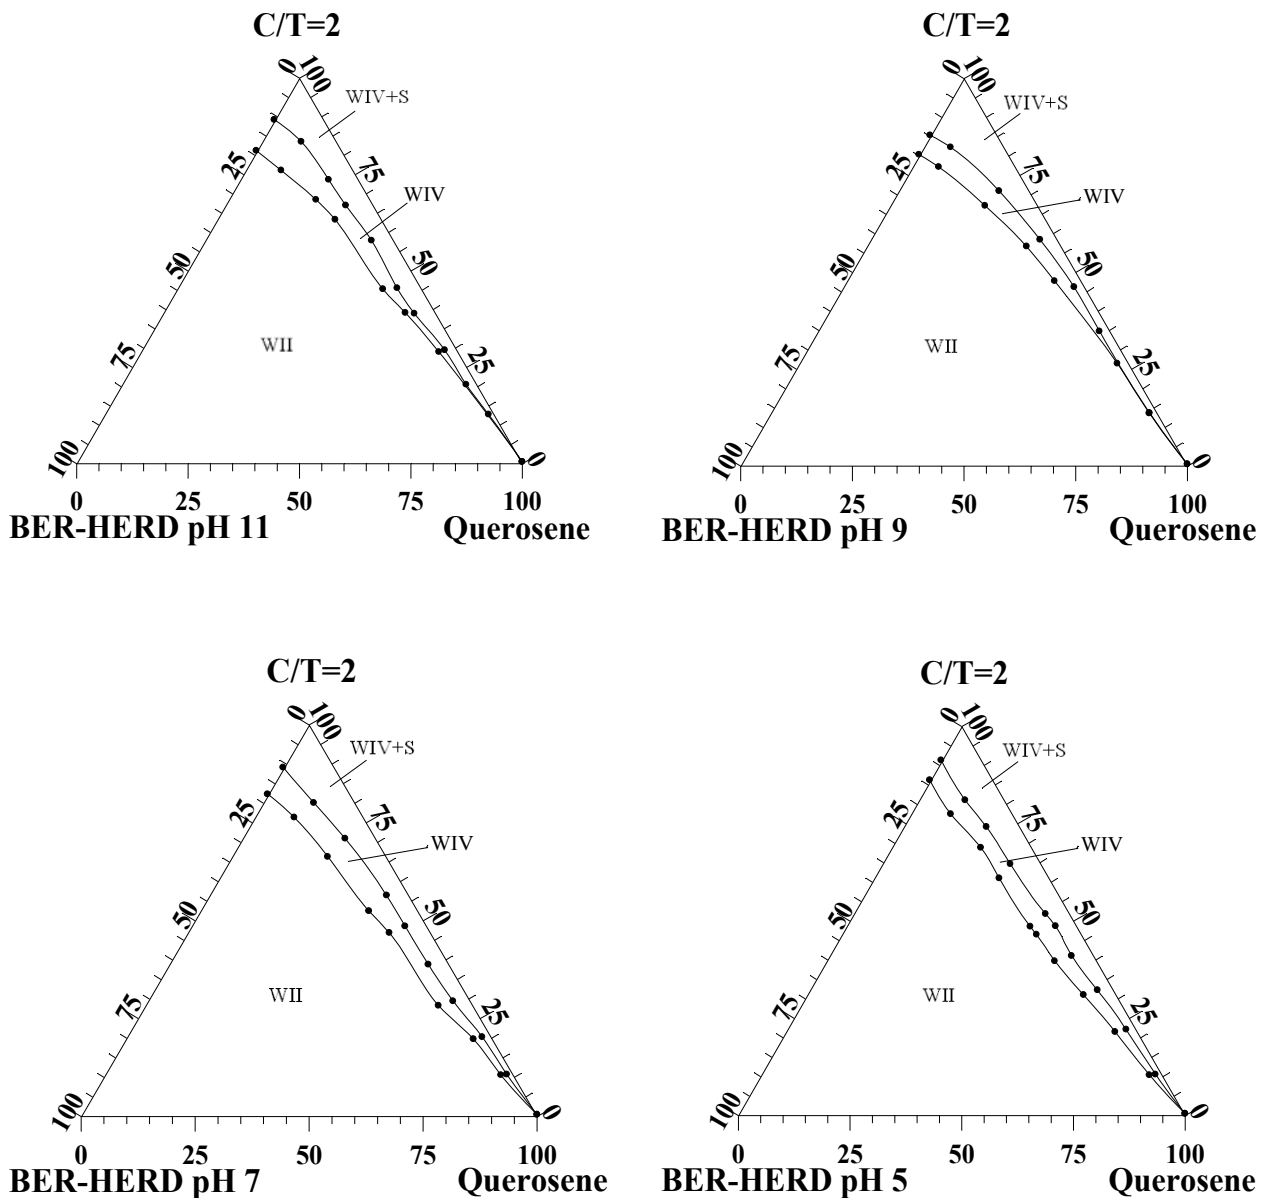 C/T=2
0 100
WIV+S
25 75
WIV
50 50
WII
75 25
100 0
0 25 50 75 100
BER-HERD pH 11 Querosene
C/T=2
0 100
WIV+S
25 75
WIV
50 50
WII
75 25
100 0
0 25 50 75 100
BER-HERD pH 9 Querosene
C/T=2
0 100
WIV+S
25 75
WIV
50 50
WII
75 25
100 0
0 25 50 75 100
BER-HERD pH 7 Querosene
C/T=2
0 100
WIV+S
25 75
WIV
50 50
WII
75 25
100 0
0 25 50 75 100
BER-HERD pH 5 Querosene